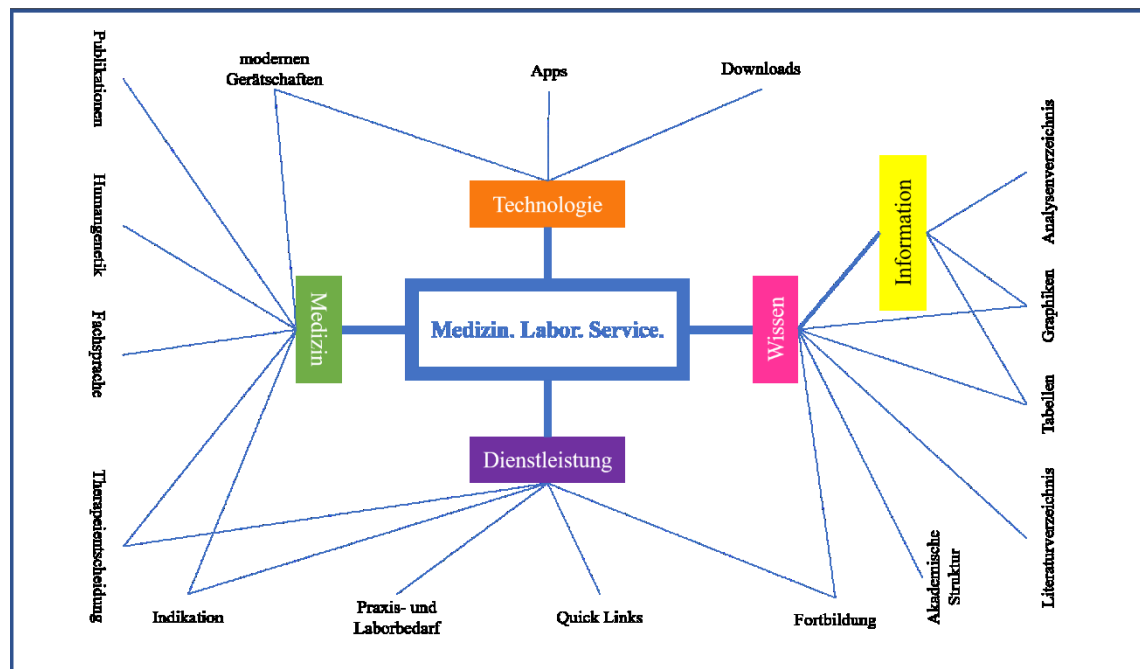 Publikationen
modernen
Gerätschaften
Apps
Downloads
Humangenetik
Fachsprache
Therapeientscheidung
Technologie
Medizin
Medizin. Labor. Service.
Wissen
Information
Analysenverzeichnis
Graphiken
Tabellen
Literaturverzeichnis
Dienstleistung
Indikation
Praxis- und
Laborbedarf
Quick Links
Fortbildung
Akademische
Struktur